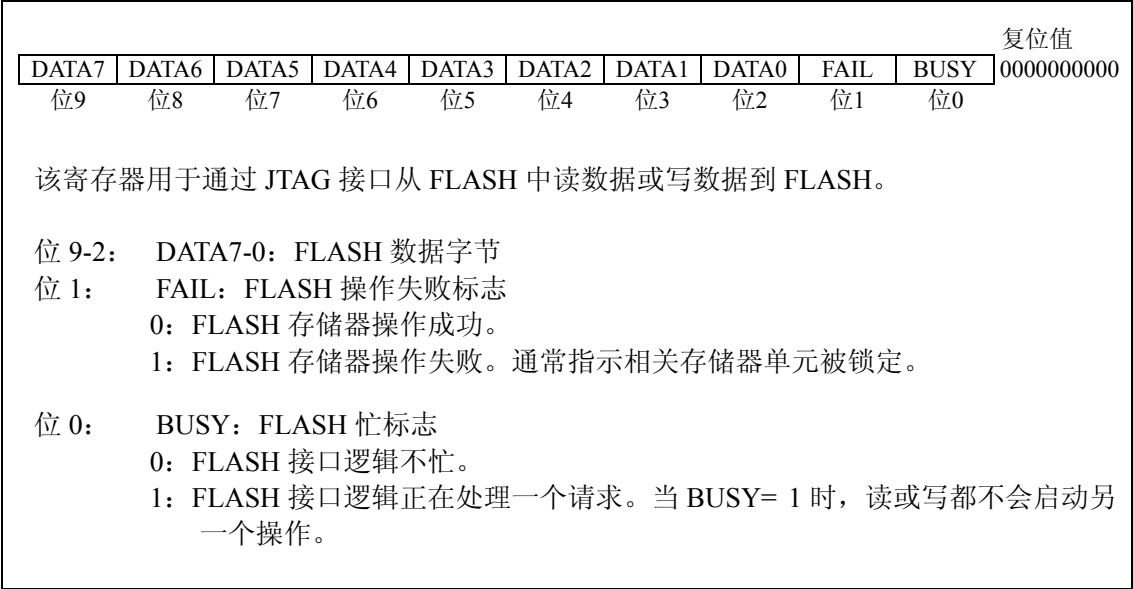 复位值
DATA7 DATA6 DATA5 DATA4 DATA3 DATA2 DATA1 DATA0 FAIL BUSY 0000000000
位9 位8 位7 位6 位5 位4 位3 位2 位1 位0
该寄存器用于通过 JTAG 接口从 FLASH 中读数据或写数据到 FLASH。
位 9-2： DATA7-0：FLASH 数据字节
位 1： FAIL：FLASH 操作失败标志
0：FLASH 存储器操作成功。
1：FLASH 存储器操作失败。通常指示相关存储器单元被锁定。
位 0： BUSY：FLASH 忙标志
0：FLASH 接口逻辑不忙。
1：FLASH 接口逻辑正在处理一个请求。当 BUSY= 1 时，读或写都不会启动另
一个操作。